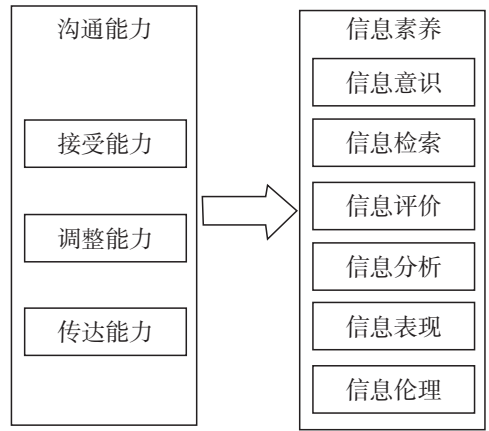 沟通能力
接受能力
调整能力
传达能力
信息素养
信息意识
信息检索
信息评价
信息分析
信息表现
信息伦理